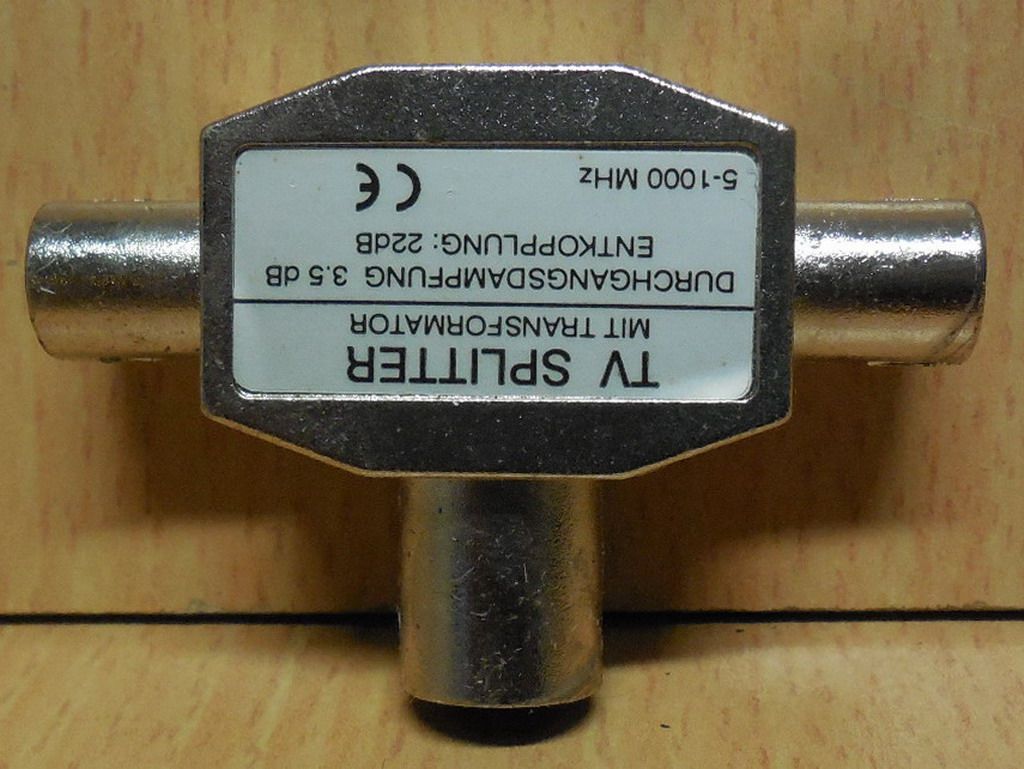 TV SPLITTER
MIT TRANSFORMATOR
DURCHGANGSDAMPFUNG 3.5 dB
ENTKOPPLUNG: 22dB
5-1000 MHz CE